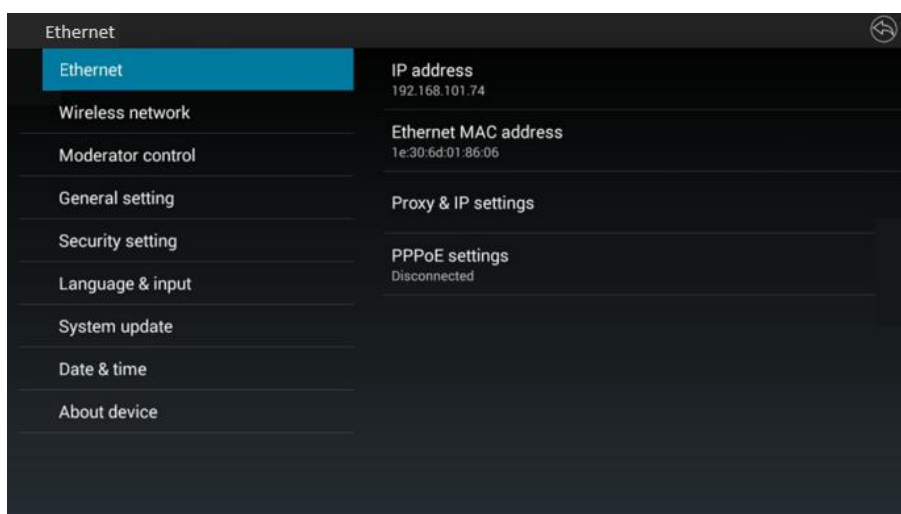 Ethernet
Ethernet
Wireless network
Moderator control
General setting
Security setting
Language & input
System update
Date & time
About device
IP address
192.168.101.74
Ethernet MAC address
1e:30:6d:01:86:06
Proxy & IP settings
PPPoE settings
Disconnected